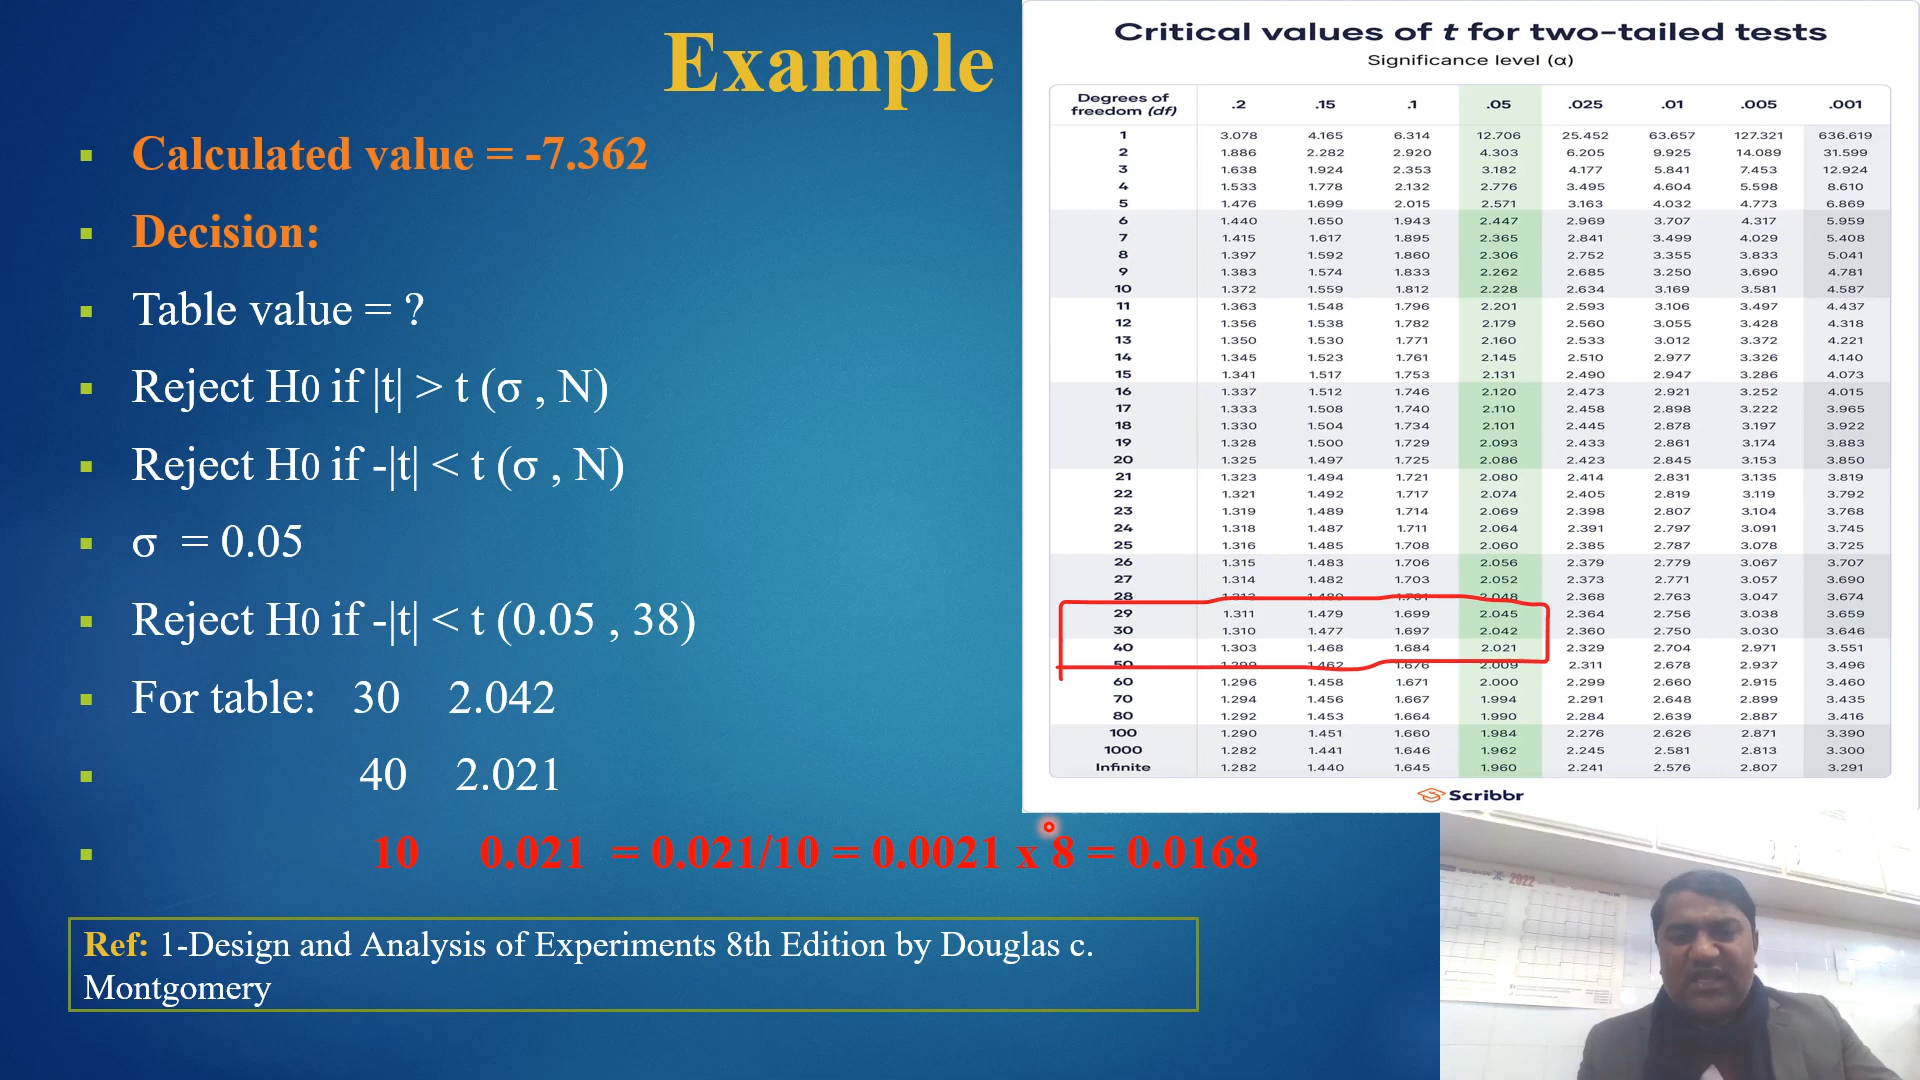 Example
Calculated value = -7.362
Decision:
Table value = ?
Reject H0 if |t| > t (σ , N)
Reject H0 if -|t| < t (σ , N)
σ = 0.05
Reject H0 if -|t| < t (0.05 , 38)
For table: 30 2.042
40 2.021
10 0.021 = 0.021/10 = 0.0021 x 8 = 0.0168
Ref: 1-Design and Analysis of Experiments 8th Edition by Douglas c.
Montgomery
Critical values of t for two-tailed tests
Significance level (α)
Degrees of
freedom (df) .2 .15 .1 .05 .025 .01 .005 .001
1 3.078 4.165 6.314 12.706 25.452 63.657 127.321 636.619
2 1.886 2.282 2.920 4.303 6.205 9.925 14.089 31.599
3 1.638 1.924 2.353 3.182 4.177 5.841 7.453 12.924
4 1.533 1.778 2.132 2.776 3.495 4.604 5.598 8.610
5 1.476 1.699 2.015 2.571 3.163 4.032 4.773 6.869
6 1.440 1.650 1.943 2.447 2.969 3.707 4.317 5.959
7 1.415 1.617 1.895 2.365 2.841 3.499 4.029 5.408
8 1.397 1.592 1.860 2.306 2.752 3.355 3.833 5.041
9 1.383 1.574 1.833 2.262 2.685 3.250 3.690 4.781
10 1.372 1.559 1.812 2.228 2.634 3.169 3.581 4.587
11 1.363 1.548 1.796 2.201 2.593 3.106 3.497 4.437
12 1.356 1.538 1.782 2.179 2.560 3.055 3.428 4.318
13 1.350 1.530 1.771 2.160 2.533 3.012 3.372 4.221
14 1.345 1.523 1.761 2.145 2.510 2.977 3.326 4.140
15 1.341 1.517 1.753 2.131 2.490 2.947 3.286 4.073
16 1.337 1.512 1.746 2.120 2.473 2.921 3.252 4.015
17 1.333 1.508 1.740 2.110 2.458 2.898 3.222 3.965
18 1.330 1.504 1.734 2.101 2.445 2.878 3.197 3.922
19 1.328 1.500 1.729 2.093 2.433 2.861 3.174 3.883
20 1.325 1.497 1.725 2.086 2.423 2.845 3.153 3.850
21 1.323 1.494 1.721 2.080 2.414 2.831 3.135 3.819
22 1.321 1.492 1.717 2.074 2.405 2.819 3.119 3.792
23 1.319 1.489 1.714 2.069 2.398 2.807 3.104 3.768
24 1.318 1.487 1.711 2.064 2.391 2.797 3.091 3.745
25 1.316 1.485 1.708 2.060 2.385 2.787 3.078 3.725
26 1.315 1.483 1.706 2.056 2.379 2.779 3.067 3.707
27 1.314 1.482 1.703 2.052 2.373 2.771 3.057 3.690
28 2.048 2.368 2.763 3.047 3.674
29 1.311 1.479 1.699 2.045 2.364 2.756 3.038 3.659
30 1.310 1.477 1.697 2.042 2.360 2.750 3.030 3.646
40 1.303 1.468 1.684 2.021 2.329 2.704 2.971 3.551
50 1.299 1.462 1.676 2.009 2.311 2.678 2.937 3.496
60 1.296 1.458 1.671 2.000 2.299 2.660 2.915 3.460
70 1.294 1.456 1.667 1.994 2.291 2.648 2.899 3.435
80 1.292 1.453 1.664 1.990 2.284 2.639 2.887 3.416
100 1.290 1.451 1.660 1.984 2.276 2.626 2.871 3.390
1000 1.282 1.441 1.646 1.962 2.245 2.581 2.813 3.300
Infinite 1.282 1.440 1.645 1.960 2.241 2.576 2.807 3.291
Scribbr
2022